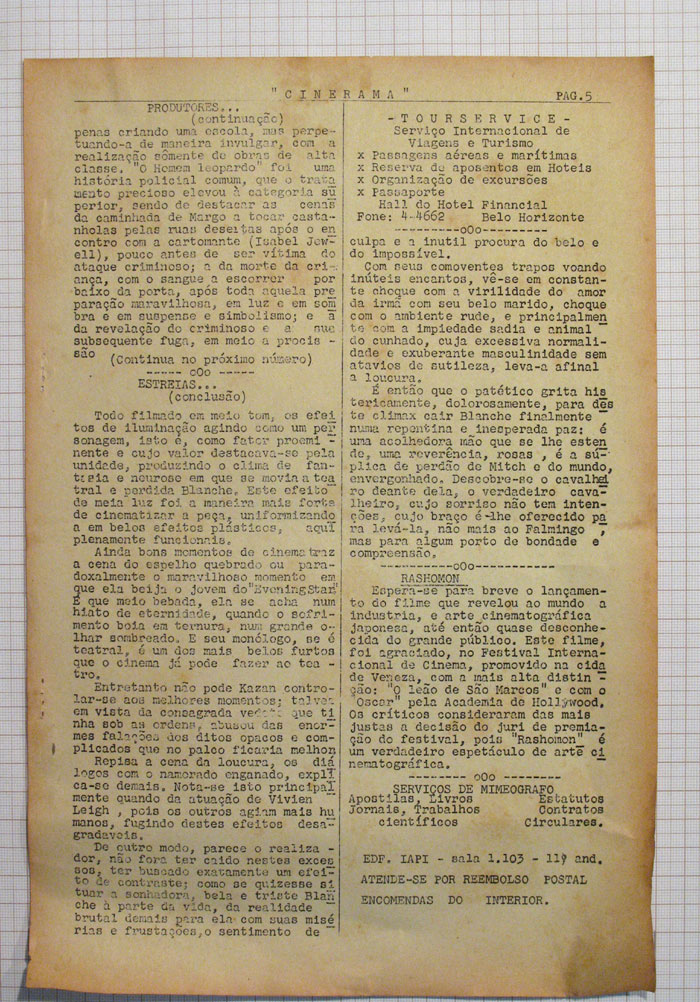 "CINERAMA" PAG.5
PRODUTORES...
(continuação)
penas criando uma escola, mas perpe-
tuando-a de maneira invulgar, com a
realização sòmente de obras de alta
classe. "O Homem leopardo" foi uma
história policial comum, que o trata
mento precioso elevou à categoria su
perior, sendo de destacar as cenas
da caminhada de Margo a tocar casta-
nholas pelas ruas desertas após o en
contro com a cartomante (Isabel Jew-
ell), pouco antes de ser vítima do
ataque criminoso; a da morte da cri-
ança, com o sangue a escorrer por
baixo da porta, após toda aquela pre
paração maravilhosa, em luz e em som
bra e em suspense e simbolismo; e a
da revelação do criminoso e a sua
subsequente fuga, em meio a procis -
são
(Continua no próximo número)
----- oOo -----
ESTREIAS...
(conclusão)
Todo filmado em meio tom, os efei
tos de iluminação agindo como um per
sonagem, isto é, como fator proemi -
nente e cujo valor destacava-se pela
unidade, produzindo o clima de fan-
tasia e neurose em que se movia a tea
tral e perdida Blanche. Este efeito
de meia luz foi a maneira mais forte
de cinematizar a peça, uniformizando
a em belos efeitos plásticos, aqui
plenamente funcionais.
Ainda bons momentos de cinema traz
a cena do espelho quebrado ou para-
doxalmente o maravilhoso momento em
que ela beija o jovem do "EveningStar"
E que meio bebada, ela se acha num
hiato de eternidade, quando o sofri-
mento boia em ternura, num grande o-
lhar sombreado. E seu monólogo, se é
teatral, é um dos mais belos furtos
que o cinema já pode fazer ao tea -
tro.
Entretanto não pode Kazan contro-
lar-se aos melhores momentos; talvez
em vista da consagrada que ti
nha sob as ordens, abusou das enor-
mes falações dos ditos opacos e com-
plicados que no palco ficaria melhor
Repisa a cena da loucura, os diá
logos com o namorado enganado, expli
ca-se demais. Nota-se isto principal
mente quando da atuação de Vivien
Leigh , pois os outros agiam mais hu
manos, fugindo destes efeitos desa-
gradaveis.
De outro modo, parece o realiza -
dor, não fora ter caido nestes exces
sos, ter buscado exatamente um efei-
to de contraste; como se quizesse si
tuar a sonhadora, bela e triste Blan
che à parte da vida, da realidade
brutal demais para ela com suas misé
rias e frustações,o sentimento de
- TOURSERVICE -
Serviço Internacional de
Viagens e Turismo
x Passagens aéreas e marítimas
x Reserva de aposentos em Hoteis
x Organização de excursões
x Passaporte
Hall do Hotel Financial
Fone: 4-4662 Belo Horizonte
---------oOo---------
culpa e a inutil procura do belo e
do impossível.
Com seus comoventes trapos voando
inúteis encantos, vê-se em constan-
te choque com a virilidade do amor
da irmã com seu belo marido, choque
com o ambiente rude, e principalmen
te com a impiedade sadia e animal
do cunhado, cuja excessiva normali-
dade e exuberante masculinidade sem
atavios de sutileza, leva-a afinal
a loucura.
É então que o patético grita his
tericamente, dolorosamente, para des
te climax cair Blanche finalmente
numa repentina e inesperada paz: é
uma acolhedora mão que se lhe esten
de, uma reverência, rosas , é a sú-
plica de perdão de Mitch e do mundo,
envergonhado. Descobre-se o cavalhei
ro deante dela, o verdadeiro cava-
lheiro, cujo sorriso não tem inten-
ções, cujo braço é-lhe oferecido pa
ra levá-la, não mais ao Falmingo ,
mas para algum porto de bondade e
compreensão.
---------oOo---------
RASHOMON
Espera-se para breve o lançamen-
to do filme que revelou ao mundo a
industria, e arte cinematográfica
japonesa, até então quase desconhe-
cida do grande público. Este filme,
foi agraciado, no Festival Interna-
cional de Cinema, promovido na cida
de de Veneza, com a mais alta distin -
ção: "O leão de São Marcos" e com o
"Oscar" pela Academia de Hollywood.
Os críticos consideraram das mais
justas a decisão do juri de premia-
ção do festival, pois "Rashomon" é
um verdadeiro espetáculo de arte ci
nematográfica.
-------- oOo --------
SERVIÇOS DE MIMEOGRAFO
Apostilas, Livros Estatutos
Jornais, Trabalhos Contratos
científicos Circulares.
EDF. IAPI - sala 1.103 - 11º and.
ATENDE-SE POR REEMBOLSO POSTAL
ENCOMENDAS DO INTERIOR.